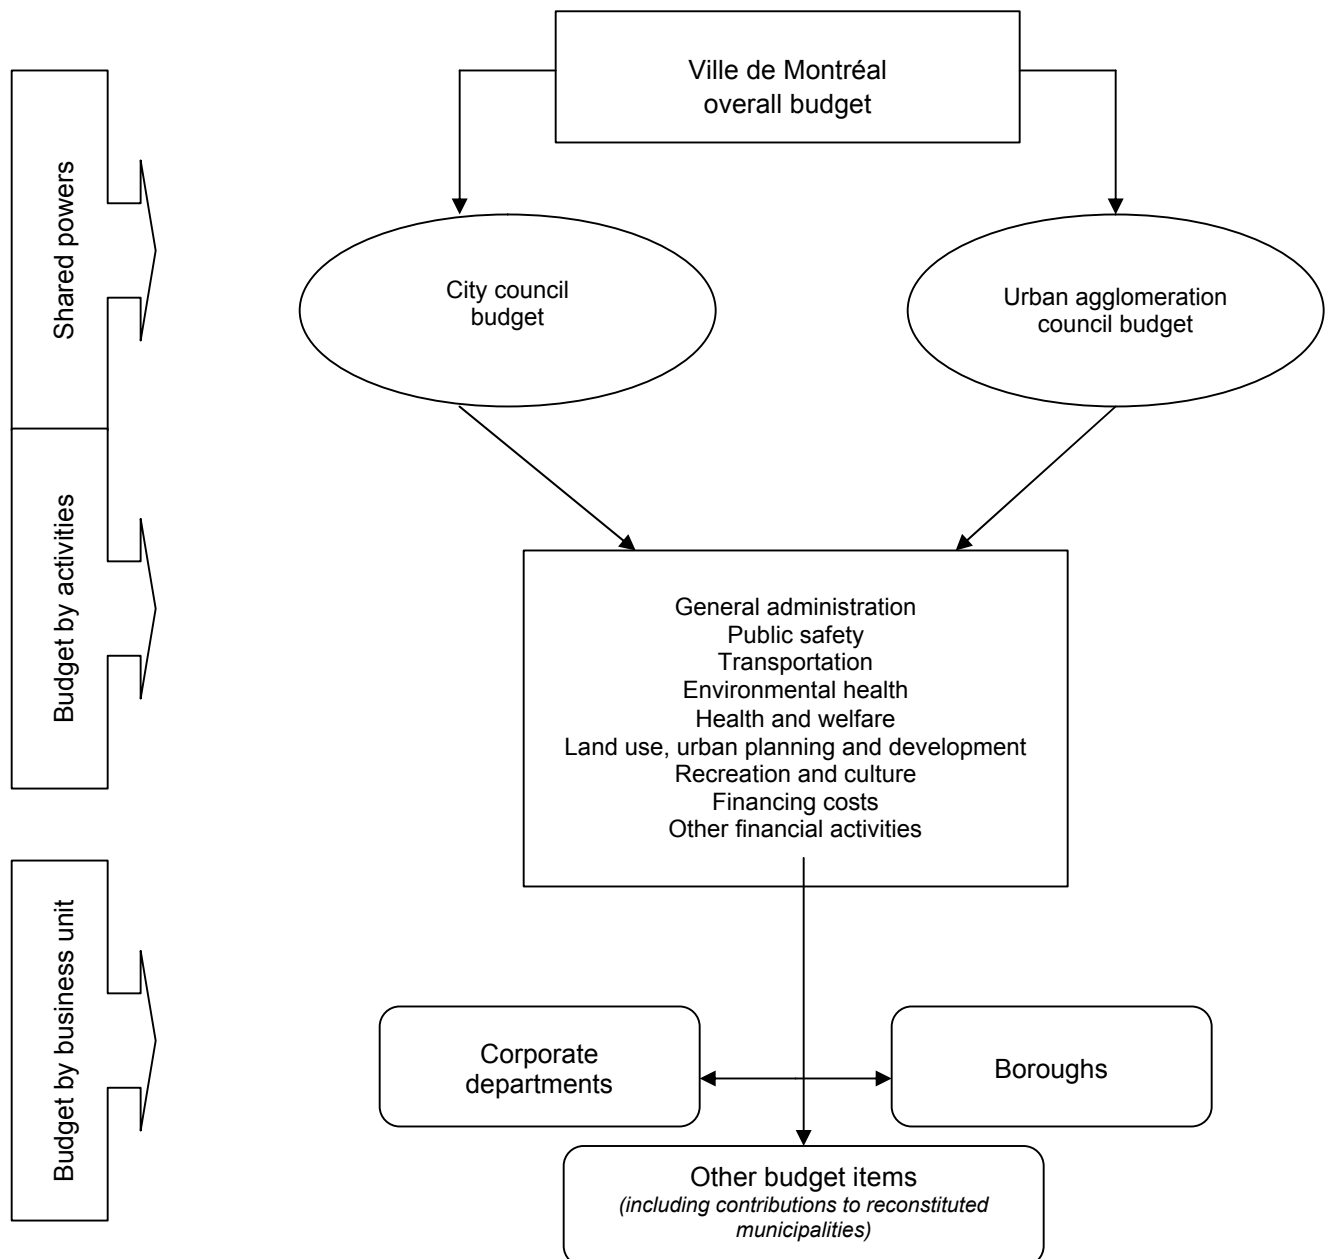 Ville de Montréal
overall budget
Shared powers
City council
budget
Urban agglomeration
council budget
Budget by activities
General administration
Public safety
Transportation
Environmental health
Health and welfare
Land use, urban planning and development
Recreation and culture
Financing costs
Other financial activities
Budget by business unit
Corporate
departments
Boroughs
Other budget items
(including contributions to reconstituted
municipalities)